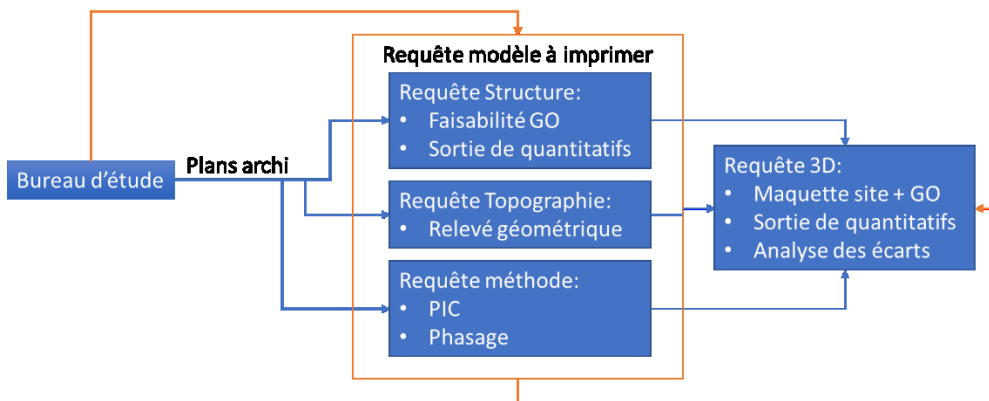 Requête modèle à imprimer
Requête Structure:
• Faisabilité GO
• Sortie de quantitatifs
Bureau d'étude
Plans archi
Requête Topographie:
• Relevé géométrique
Requête méthode:
• PIC
• Phasage
Requête 3D:
• Maquette site + GO
• Sortie de quantitatifs
• Analyse des écarts